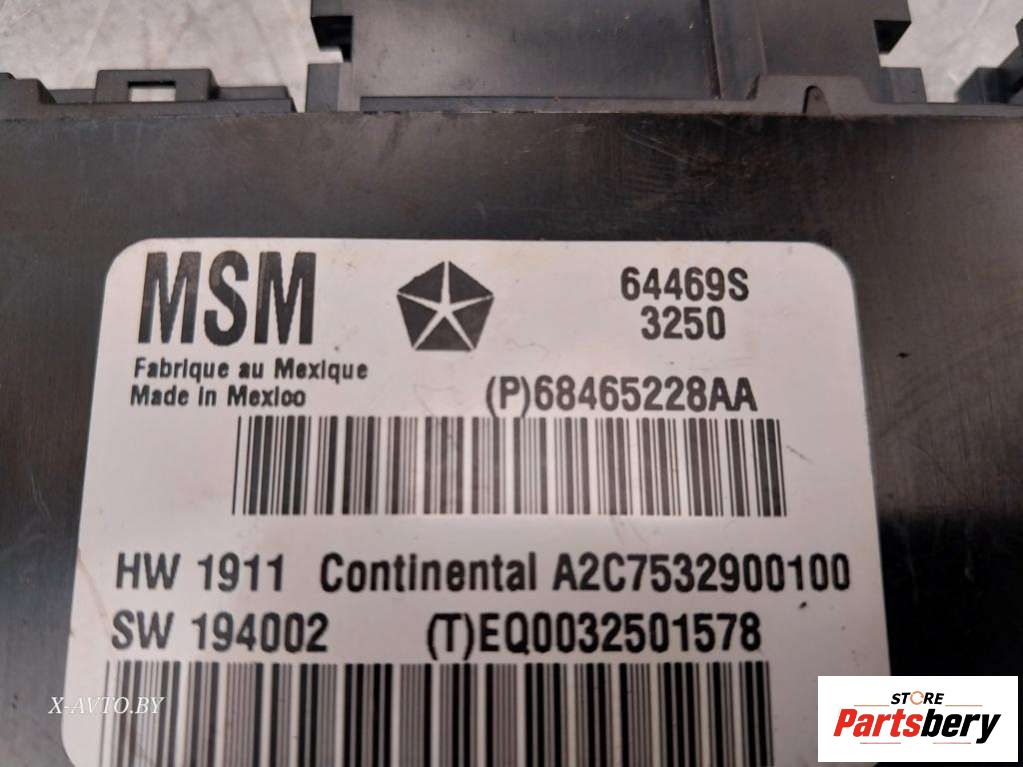 MSM
64469S
3250
Fabrique au Mexique
Made in Mexico
(P)68465228AA
HW 1911 Continental A2C7532900100
SW 194002 (T)EQ0032501578
X-AVTO.BY
STORE
Partsbery